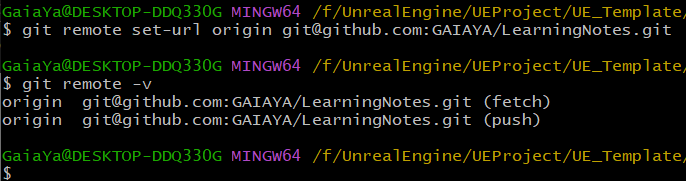 GaiaYa@DESKTOP-DDQ330G MINGW64 /f/UnrealEngine/UEProject/UE_Template/
$ git remote set-url origin git@github.com:GAIAYA/LearningNotes.git
GaiaYa@DESKTOP-DDQ330G MINGW64 /f/UnrealEngine/UEProject/UE_Template/
$ git remote -v
origin  git@github.com:GAIAYA/LearningNotes.git (fetch)
origin  git@github.com:GAIAYA/LearningNotes.git (push)
GaiaYa@DESKTOP-DDQ330G MINGW64 /f/UnrealEngine/UEProject/UE_Template/
$